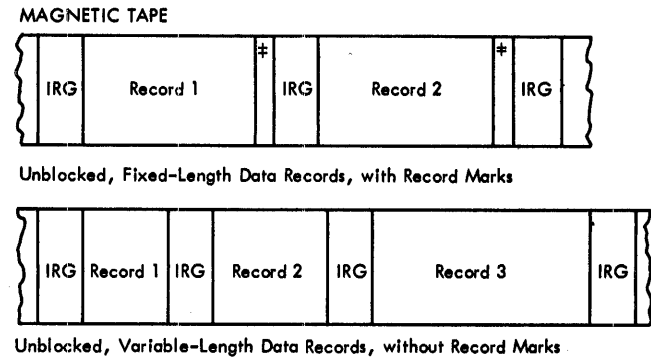 MAGNETIC TAPE
‡ ‡
IRG Record 1 IRG Record 2 IRG
Unblocked, Fixed-Length Data Records, with Record Marks
IRG Record 1 IRG Record 2 IRG Record 3 IRG
Unblocked, Variable-Length Data Records, without Record Marks